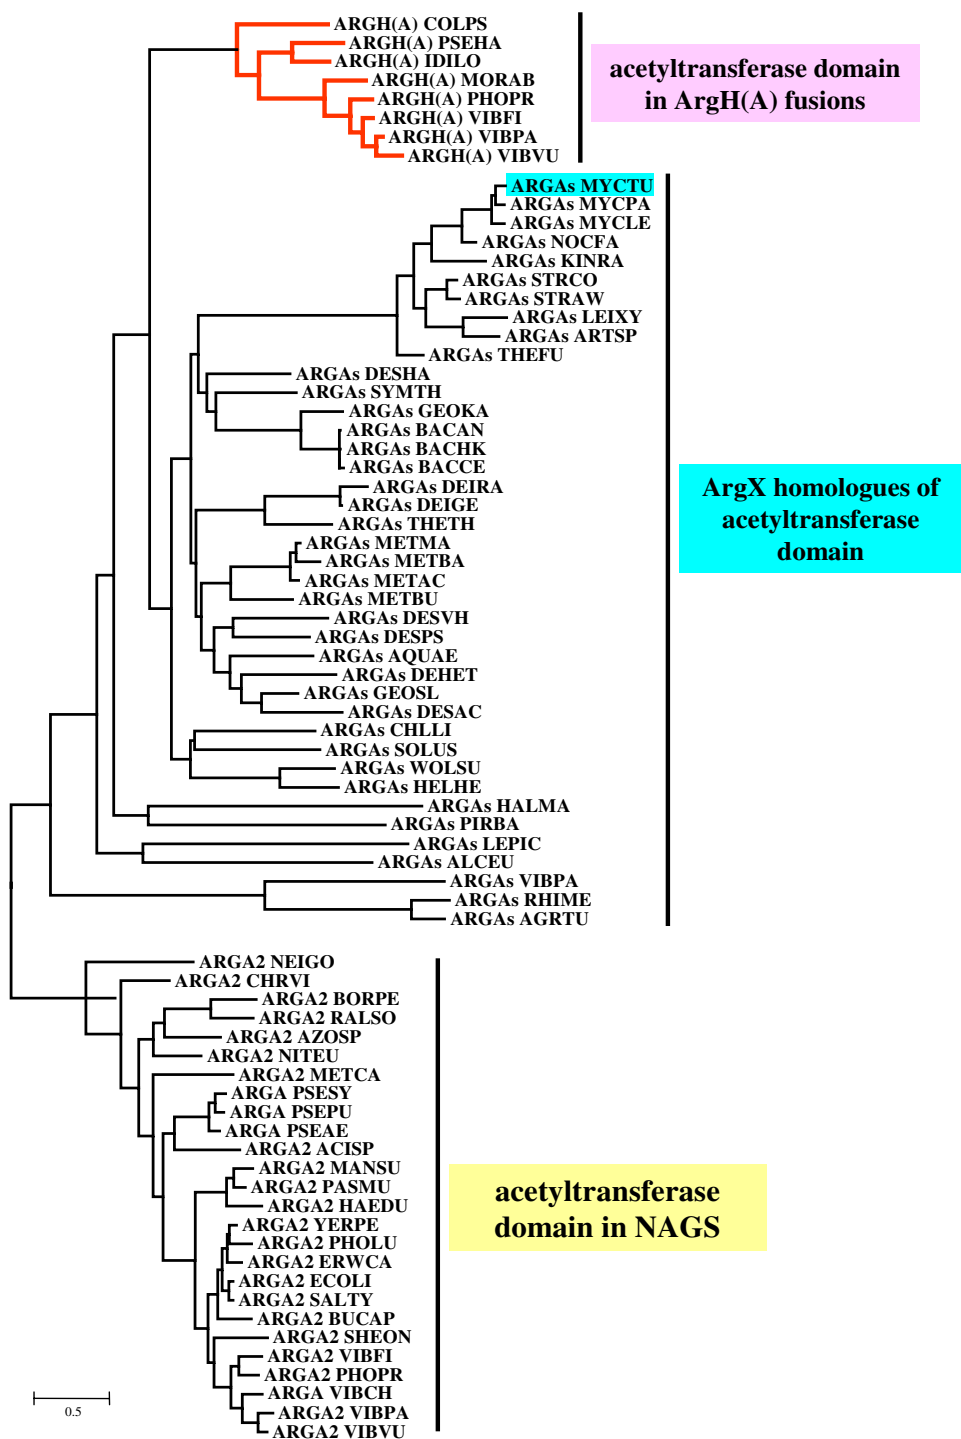 ARGH(A) COLPS
ARGH(A) PSEHA
ARGH(A) IDILO
ARGH(A) MORAB
ARGH(A) PHOPR
ARGH(A) VIBFI
ARGH(A) VIBPA
ARGH(A) VIBVU
acetyltransferase domain
in ArgH(A) fusions
ARGAs MYCTU
ARGAs MYCPA
ARGAs MYCLE
ARGAs NOCFA
ARGAs KINRA
ARGAs STRCO
ARGAs STRAW
ARGAs LEIXY
ARGAs ARTSP
ARGAs THEFU
ARGAs DESHA
ARGAs SYMTH
ARGAs GEOKA
ARGAs BACAN
ARGAs BACHK
ARGAs BACCE
ARGAs DEIRA
ARGAs DEIGE
ARGAs THETH
ARGAs METMA
ARGAs METBA
ARGAs METAC
ARGAs METBU
ARGAs DESVH
ARGAs DESPS
ARGAs AQUAE
ARGAs DEHET
ARGAs GEOSL
ARGAs DESAC
ARGAs CHLLI
ARGAs SOLUS
ARGAs WOLSU
ARGAs HELHE
ARGAs HALMA
ARGAs PIRBA
ARGAs LEPIC
ARGAs ALCEU
ARGAs VIBPA
ARGAs RHIME
ARGAs AGRTU
ArgX homologues of
acetyltransferase
domain
ARGA2 NEIGO
ARGA2 CHRVI
ARGA2 BORPE
ARGA2 RALSO
ARGA2 AZOSP
ARGA2 NITEU
ARGA2 METCA
ARGA PSESY
ARGA PSEPU
ARGA PSEAE
ARGA2 ACISP
ARGA2 MANSU
ARGA2 PASMU
ARGA2 HAEDU
ARGA2 YERPE
ARGA2 PHOLU
ARGA2 ERWCA
ARGA2 ECOLI
ARGA2 SALTY
ARGA2 BUCAP
ARGA2 SHEON
ARGA2 VIBFI
ARGA2 PHOPR
ARGA VIBCH
ARGA2 VIBPA
ARGA2 VIBVU
acetyltransferase
domain in NAGS
0.5